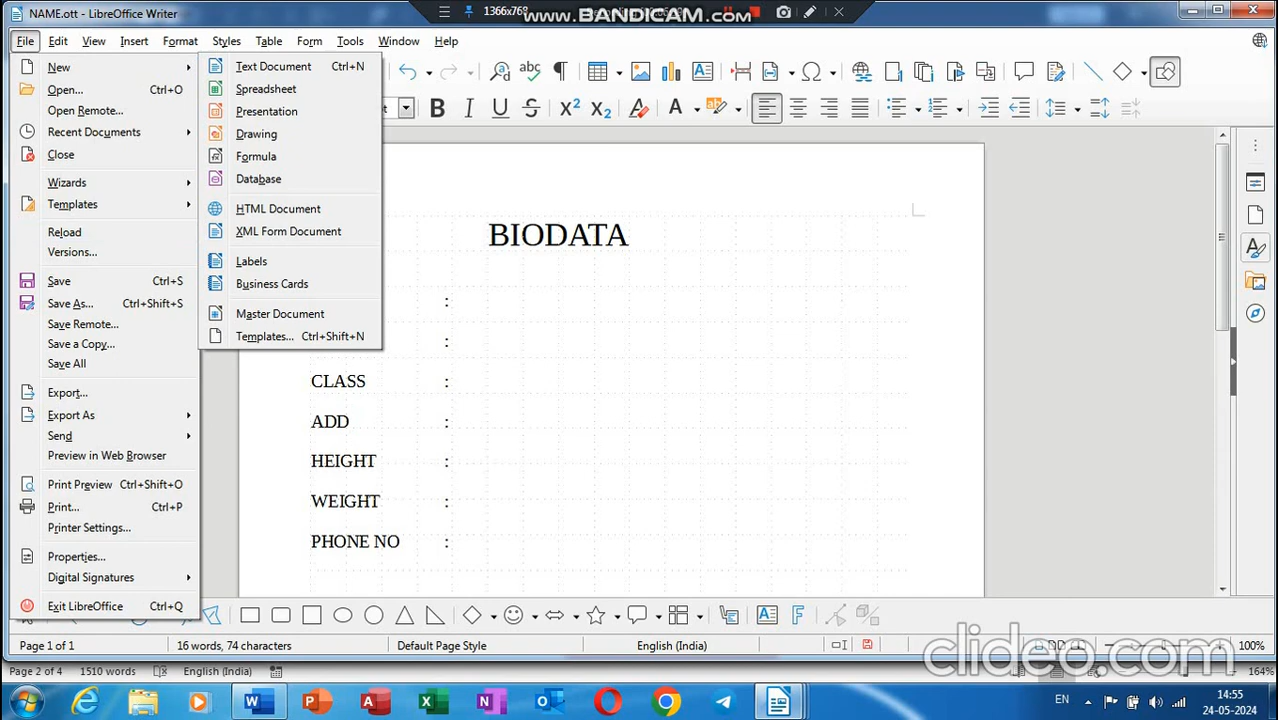 NAME.ott - LibreOffice Writer
1366x768
www.BANDICAM.com
File Edit View Insert Format Styles Table Form Tools Window Help
New
Open... Ctrl+O
Open Remote...
Recent Documents
Close
Wizards
Templates
Reload
Versions...
Save Ctrl+S
Save As... Ctrl+Shift+S
Save Remote...
Save a Copy...
Save All
Export...
Export As
Send
Preview in Web Browser
Print Preview Ctrl+Shift+O
Print... Ctrl+P
Printer Settings...
Properties...
Digital Signatures
Exit LibreOffice Ctrl+Q
Text Document Ctrl+N
Spreadsheet
Presentation
Drawing
Formula
Database
HTML Document
XML Form Document
Labels
Business Cards
Master Document
Templates... Ctrl+Shift+N
BIODATA
:
:
CLASS :
ADD :
HEIGHT :
WEIGHT :
PHONE NO :
Page 1 of 1 16 words, 74 characters Default Page Style English (India) 100%
Page 2 of 4 1510 words English (India) 164%
clideo.com
EN
14:55
24-05-2024